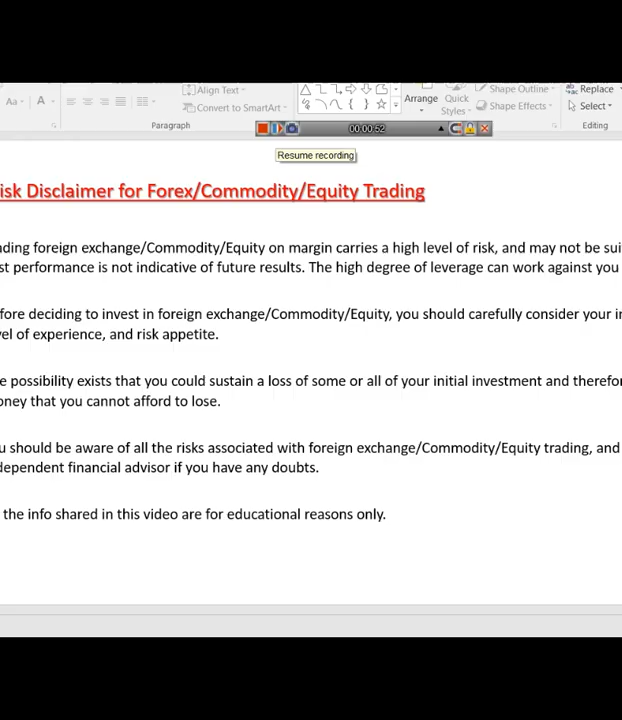 Align Text
Shape Outline
Replace
Aa
A
Convert to SmartArt
Arrange
Quick
Styles
Shape Effects
Select
Paragraph
00:00:52
Editing
Resume recording
isk Disclaimer for Forex/Commodity/Equity Trading
ding foreign exchange/Commodity/Equity on margin carries a high level of risk, and may not be sui
st performance is not indicative of future results. The high degree of leverage can work against you
fore deciding to invest in foreign exchange/Commodity/Equity, you should carefully consider your in
vel of experience, and risk appetite.
e possibility exists that you could sustain a loss of some or all of your initial investment and therefor
oney that you cannot afford to lose.
u should be aware of all the risks associated with foreign exchange/Commodity/Equity trading, and
dependent financial advisor if you have any doubts.
the info shared in this video are for educational reasons only.